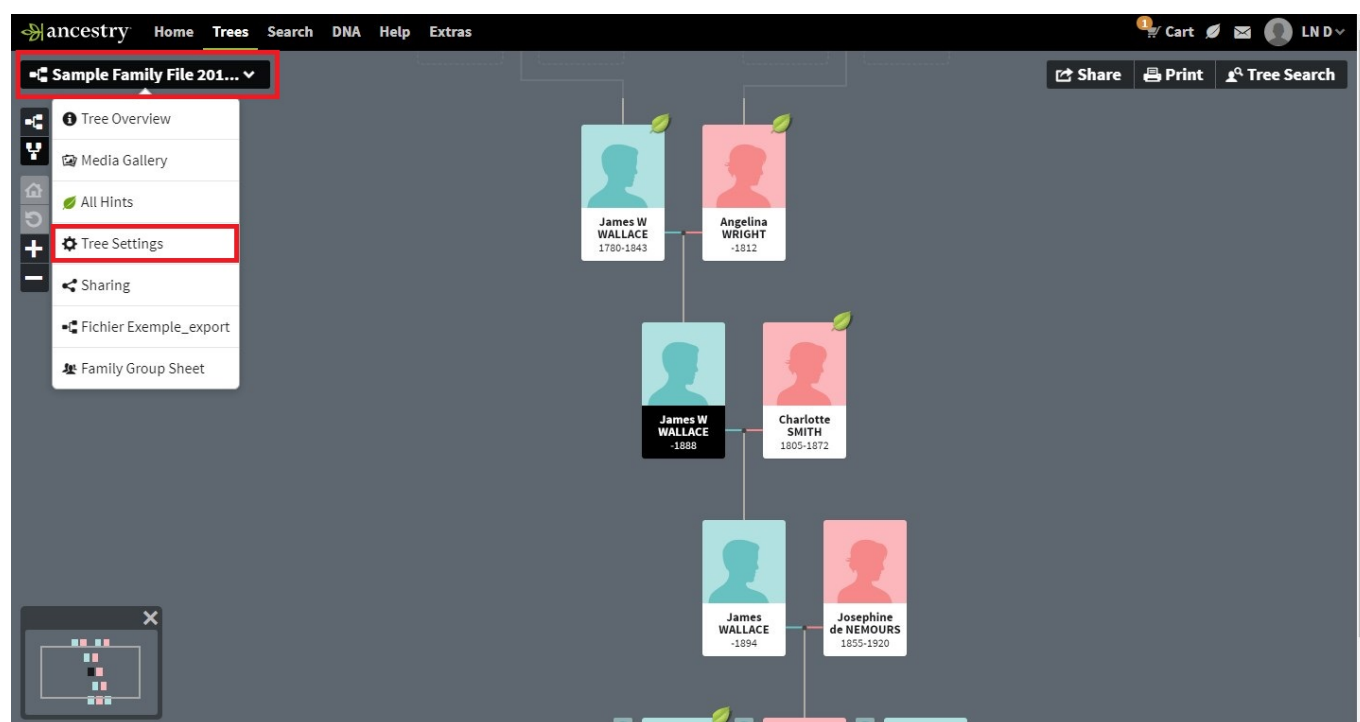 ancestry Home Trees Search DNA Help Extras 1 Cart LN D
Sample Family File 201... Share Print Tree Search
Tree Overview
Media Gallery
All Hints
Tree Settings
Sharing
Fichier Exemple_export
Family Group Sheet
James W
WALLACE
1780-1843
Angelina
WRIGHT
-1812
James W
WALLACE
-1888
Charlotte
SMITH
1805-1872
James
WALLACE
-1894
Josephine
de NEMOURS
1855-1920